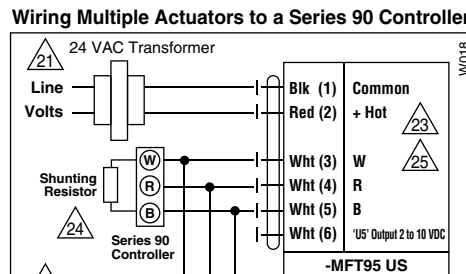 Wiring Multiple Actuators to a Series 90 Controller
W018
21 24 VAC Transformer
Line
Volts
Blk (1) Common
Red (2) + Hot
23
Wht (3) W
25
Wht (4) R
Wht (5) B
Wht (6) 'U5' Output 2 to 10 VDC
Shunting
Resistor
W
R
B
24
Series 90
Controller
-MFT95 US